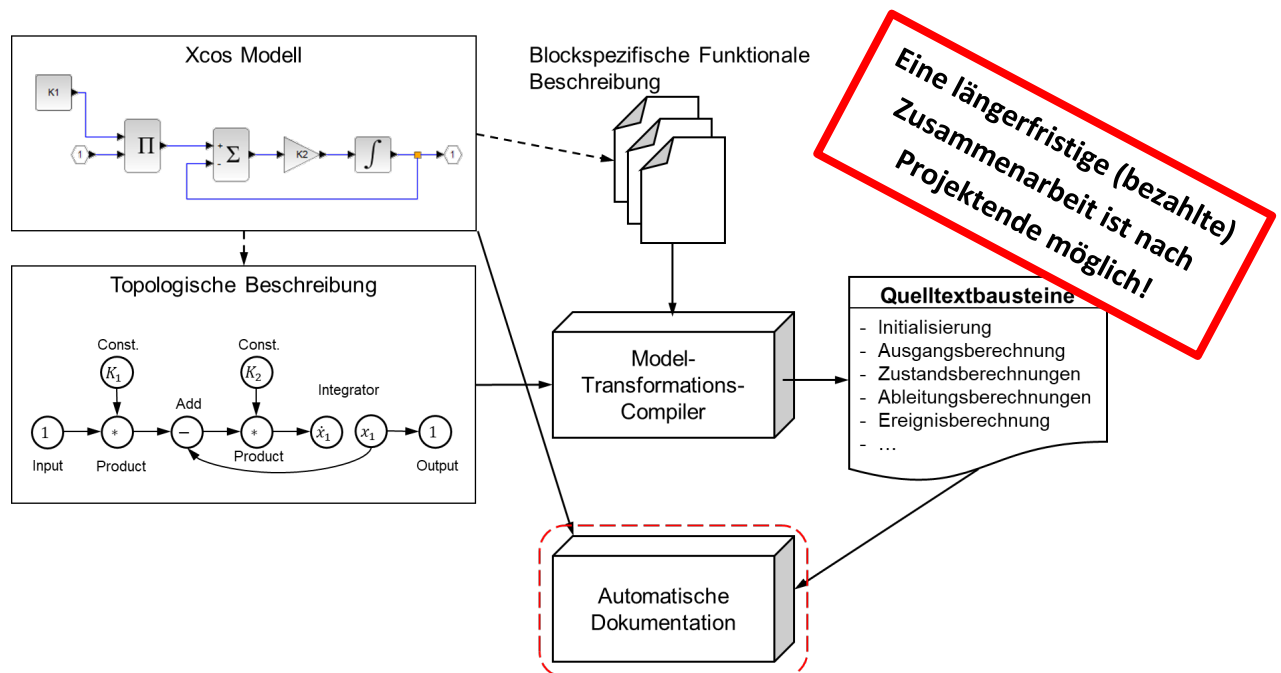 Xcos Modell
K1
1
Π
+
-
Σ
K2
∫
1
Blockspezifische Funktionale
Beschreibung
Eine längerfristige (bezahlte)
Zusammenarbeit ist nach
Projektende möglich!
Topologische Beschreibung
Const.
Const.
K₁
K₂
Integrator
Add
1
*
−
*
ẋ₁
x₁
1
Input
Product
Product
Output
Model-
Transformations-
Compiler
Quelltextbausteine
- Initialisierung
- Ausgangsberechnung
- Zustandsberechnungen
- Ableitungsberechnungen
- Ereignisberechnung
- ...
Automatische
Dokumentation